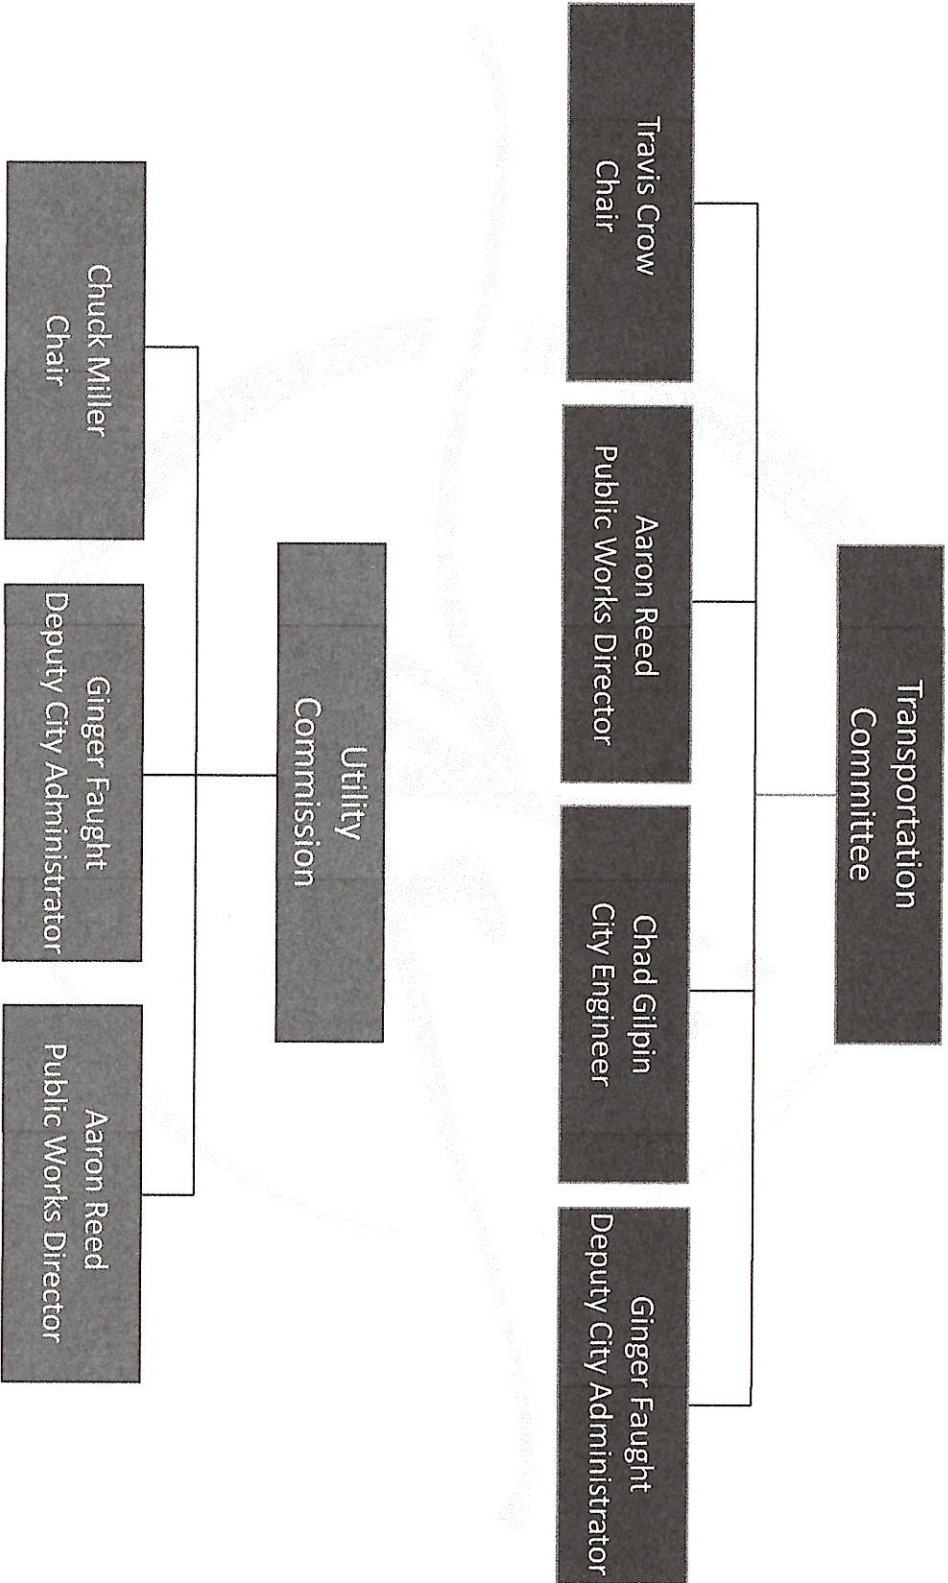 Transportation
Committee
Travis Crow
Chair
Aaron Reed
Public Works Director
Chad Gilpin
City Engineer
Ginger Faught
Deputy City Administrator
Utility
Commission
Chuck Miller
Chair
Ginger Faught
Deputy City Administrator
Aaron Reed
Public Works Director